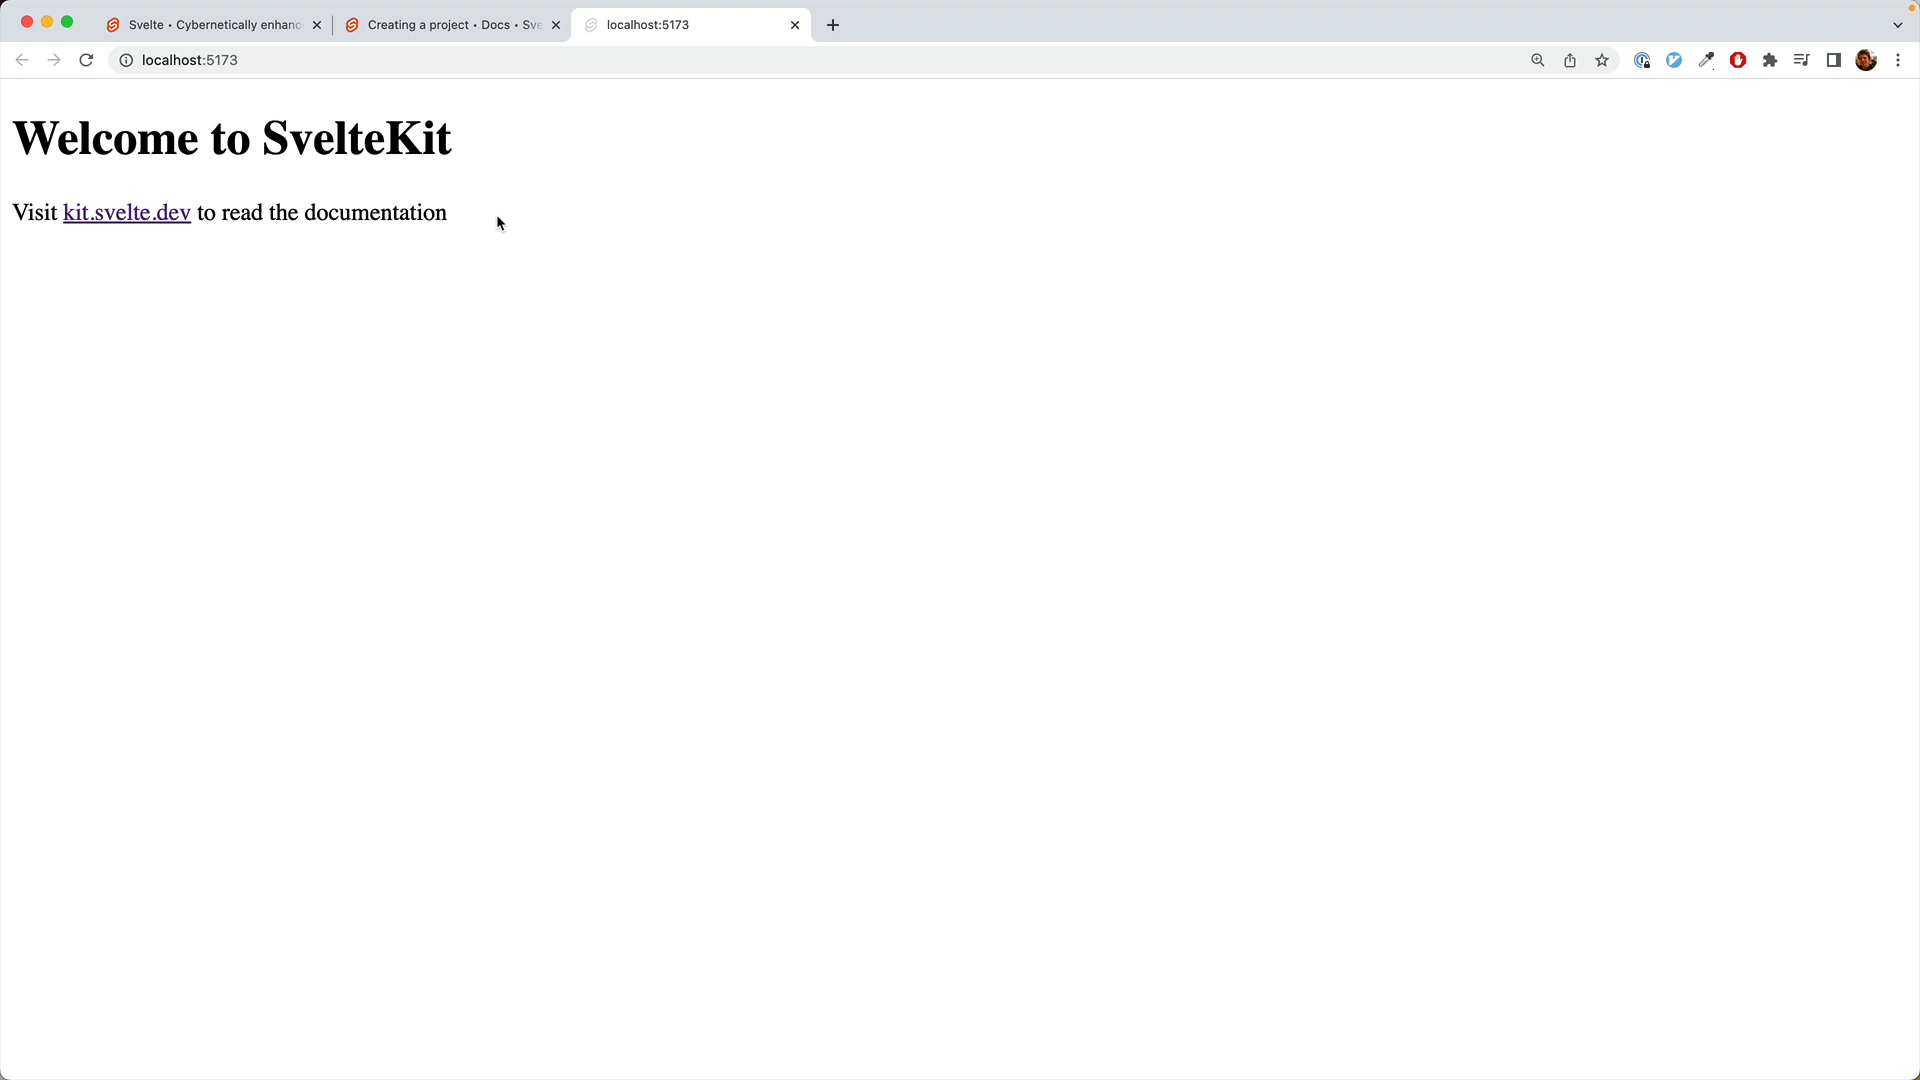 Svelte • Cybernetically enhanc
Creating a project • Docs • Sve
localhost:5173
localhost:5173
Welcome to SvelteKit
Visit kit.svelte.dev to read the documentation